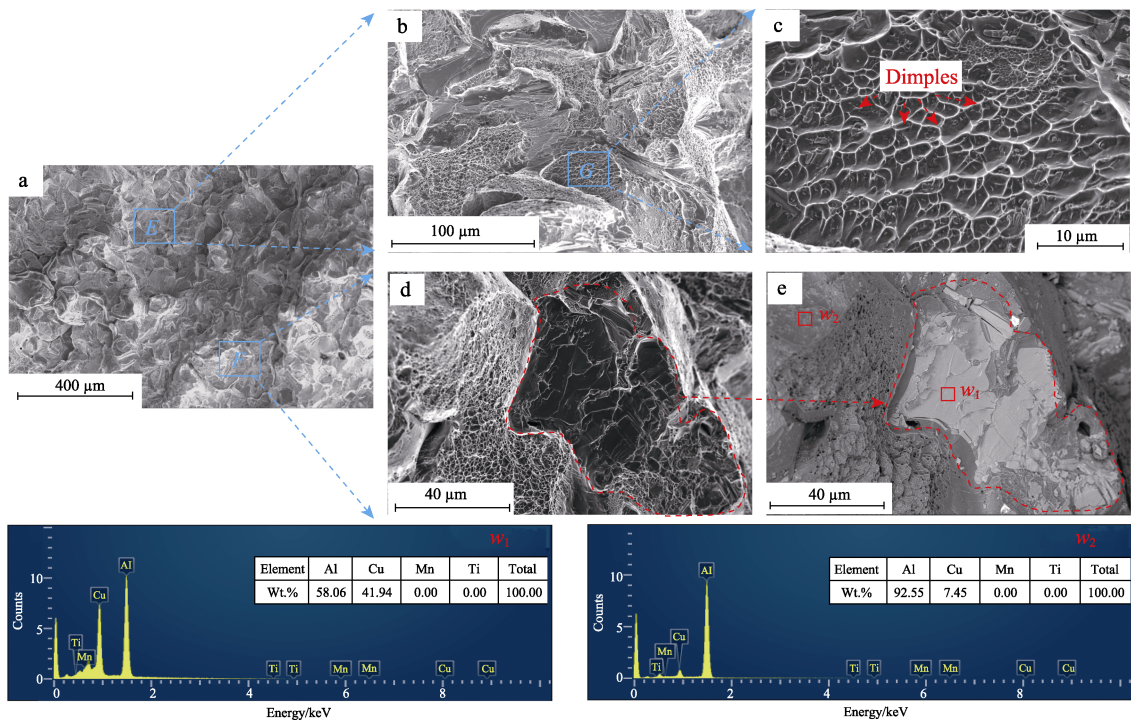 a
E
F
400 μm
b
G
100 μm
c
Dimples
10 μm
d
40 μm
e
w2
w1
40 μm
w1
Element Al Cu Mn Ti Total
Wt.% 58.06 41.94 0.00 0.00 100.00
Counts
10
5
0
Al
Cu
Ti
Mn
Ti
Ti
Mn
Mn
Cu
Cu
0 2 4 6 8
Energy/keV
w2
Element Al Cu Mn Ti Total
Wt.% 92.55 7.45 0.00 0.00 100.00
Counts
10
5
0
Al
Cu
Mn
Ti
Ti
Ti
Mn
Mn
Cu
Cu
0 2 4 6 8
Energy/keV